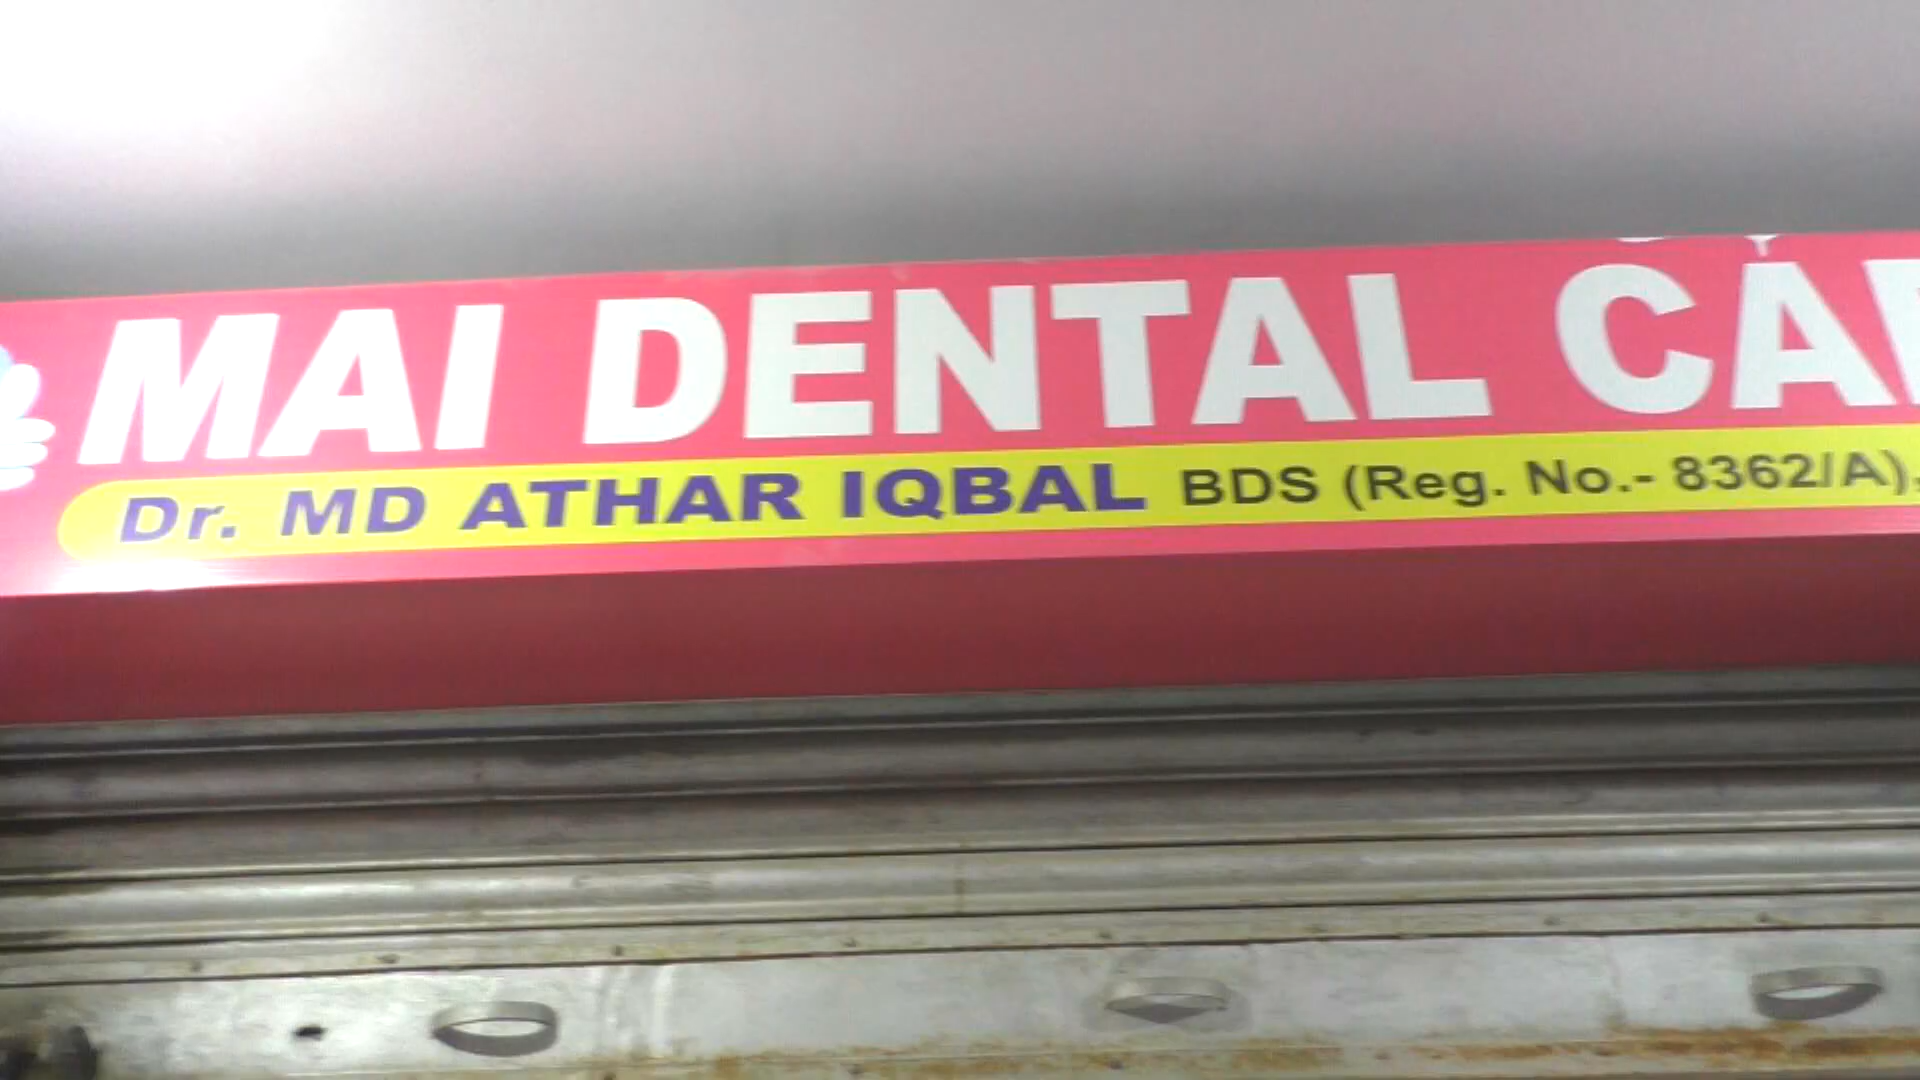 MAI DENTAL CA
Dr. MD ATHAR IQBAL BDS (Reg. No.- 8362/A),